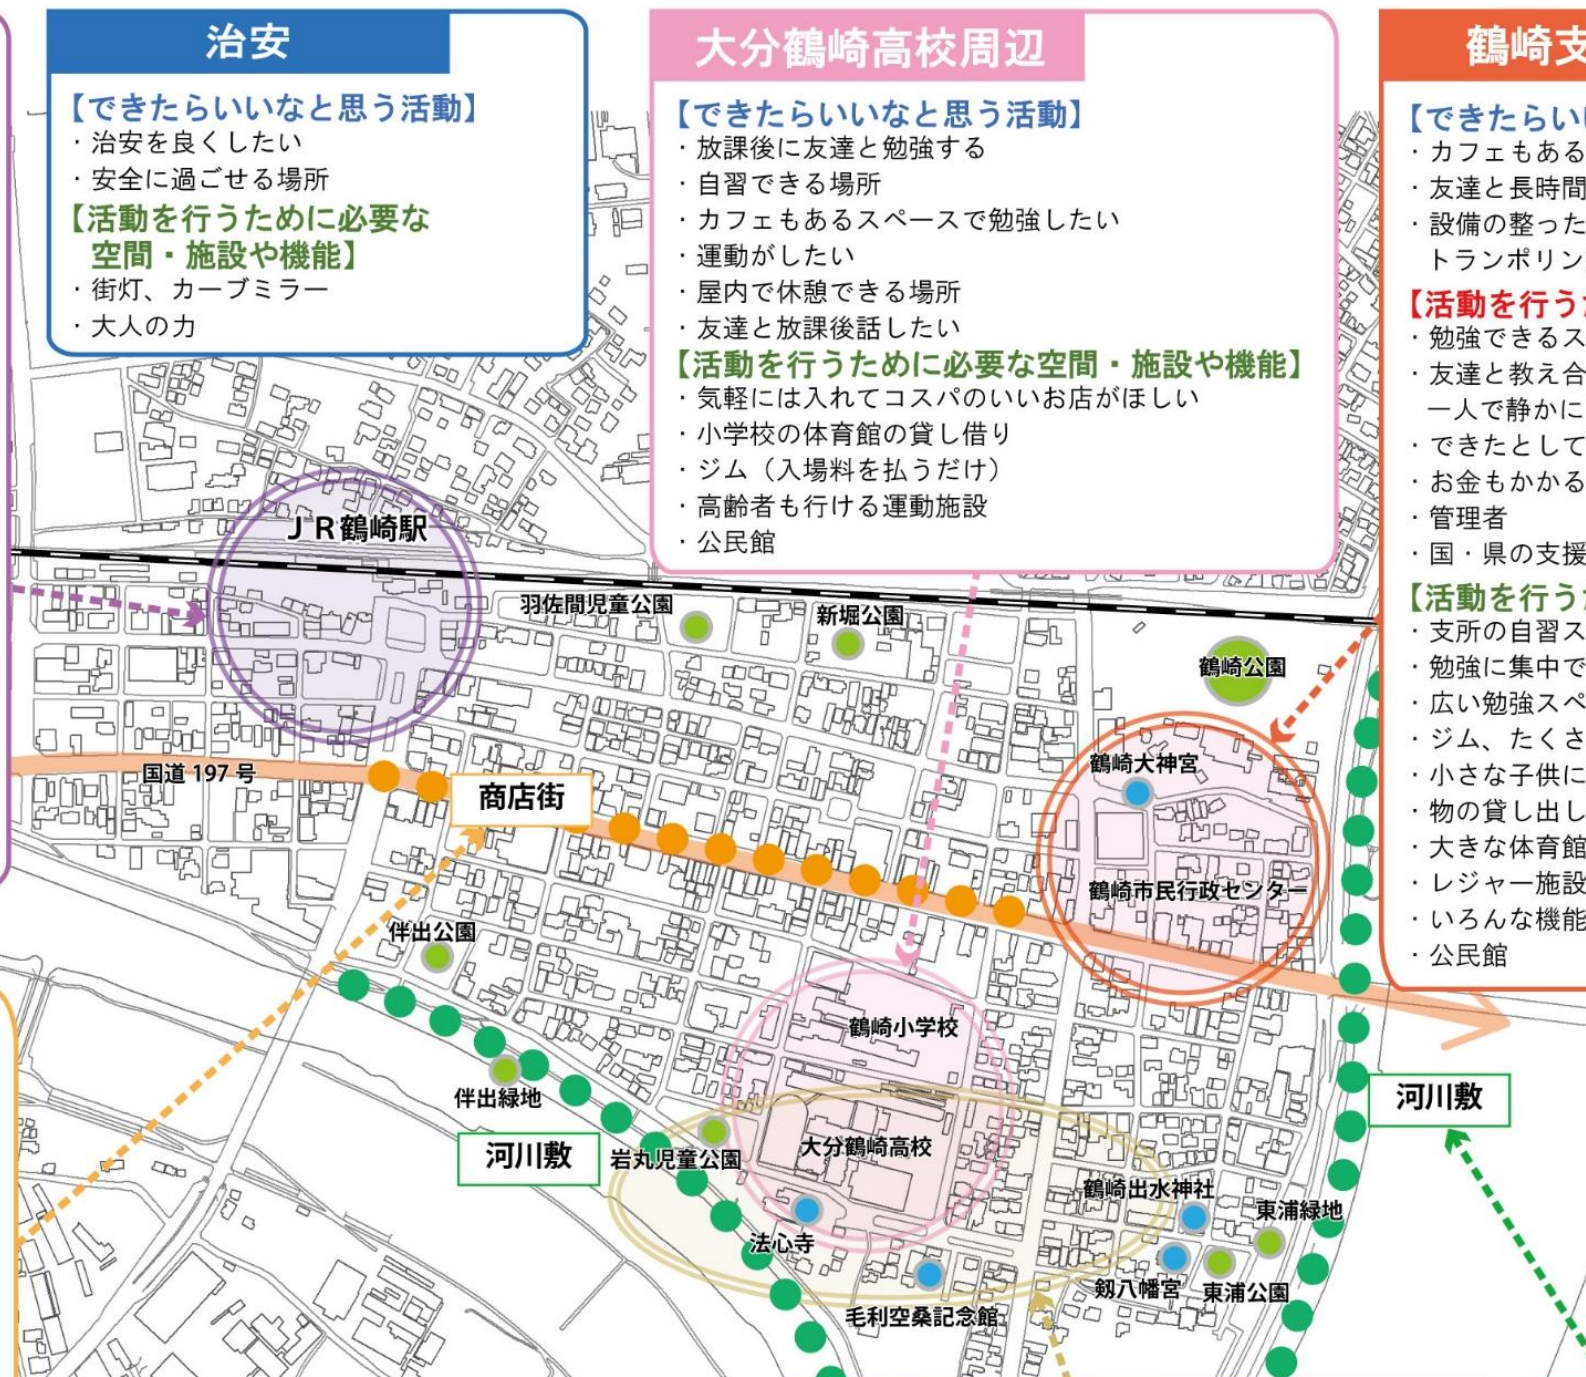 治安
【できたらいいなと思う活動】
・治安を良くしたい
・安全に過ごせる場所
【活動を行うために必要な
空間・施設や機能】
・街灯、カーブミラー
・大人の力
大分鶴崎高校周辺
【できたらいいなと思う活動】
・放課後に友達と勉強する
・自習できる場所
・カフェもあるスペースで勉強したい
・運動がしたい
・屋内で休憩できる場所
・友達と放課後話したい
【活動を行うために必要な空間・施設や機能】
・気軽には入れてコスパのいいお店がほしい
・小学校の体育館の貸し借り
・ジム（入場料を払うだけ）
・高齢者も行ける運動施設
・公民館
鶴崎支
【できたらい
・カフェもある
・友達と長時間
・設備の整った
トランポリン
【活動を行う
・勉強できるス
・友達と教え合
一人で静かに
・できたとして
・お金もかかる
・管理者
・国・県の支援
【活動を行う
・支所の自習ス
・勉強に集中で
・広い勉強スペ
・ジム、たくさ
・小さな子供に
・物の貸し出し
・大きな体育館
・レジャー施設
・いろんな機能
・公民館
ＪＲ鶴崎駅
羽佐間児童公園
新堀公園
鶴崎公園
国道197号
商店街
鶴崎大神宮
鶴崎市民行政センター
伴出公園
鶴崎小学校
伴出緑地
河川敷
河川敷
岩丸児童公園
大分鶴崎高校
鶴崎出水神社
東浦緑地
法心寺
剱八幡宮
東浦公園
毛利空桑記念館